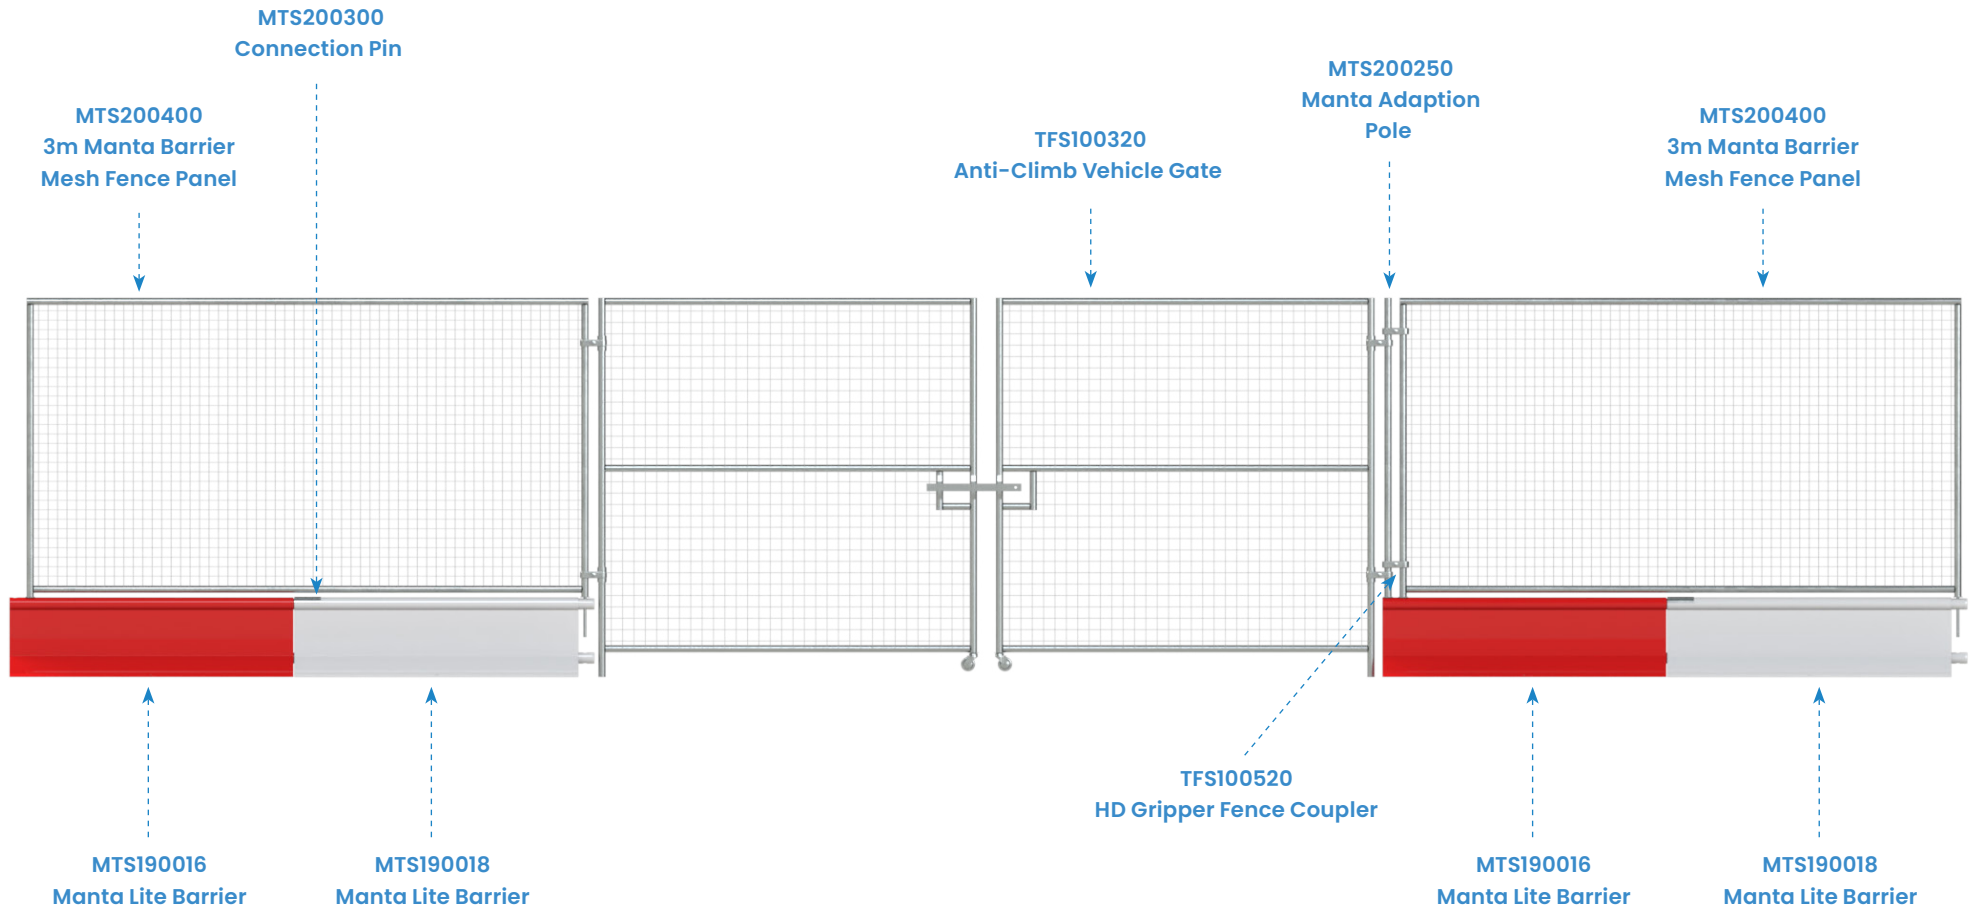 MTS200300
Connection Pin
MTS200250
Manta Adaption
Pole
MTS200400
3m Manta Barrier
Mesh Fence Panel
TFS100320
Anti-Climb Vehicle Gate
MTS200400
3m Manta Barrier
Mesh Fence Panel
TFS100520
HD Gripper Fence Coupler
MTS190016
Manta Lite Barrier
MTS190018
Manta Lite Barrier
MTS190016
Manta Lite Barrier
MTS190018
Manta Lite Barrier